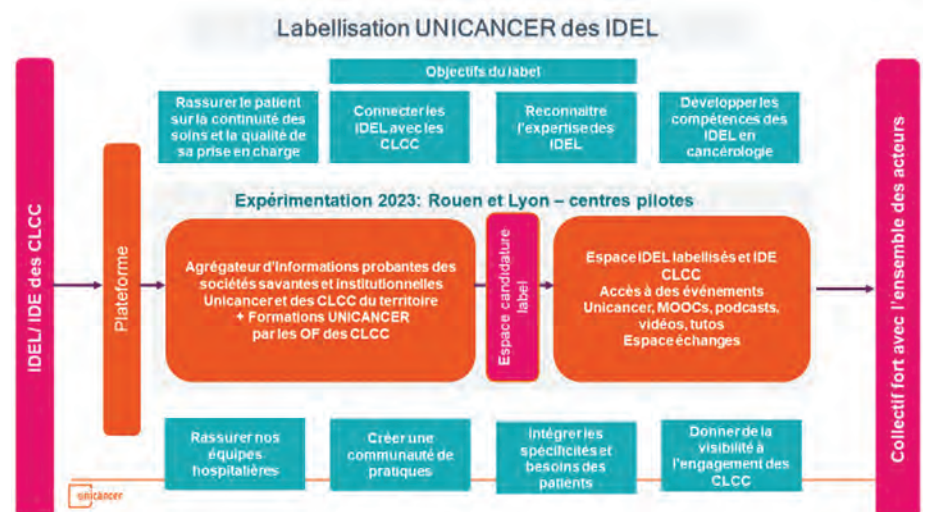 Labellisation UNICANCER des IDEL
Objectifs du label
Rassurer le patient
sur la continuité des
soins et la qualité de
sa prise en charge
Connecter les
IDEL avec les
CLCC
Reconnaitre
l'expertise des
IDEL
Développer les
compétences des
IDEL en
cancérologie
IDEL/ IDE des CLCC
Plateforme
Expérimentation 2023: Rouen et Lyon – centres pilotes
Agrégateur d'Informations probantes des
sociétés savantes et institutionnelles
Unicancer et des CLCC du territoire
+ Formations UNICANCER
par les OF des CLCC
Espace candidature
label
Espace IDEL labellisés et IDE
CLCC
Accès à des événements
Unicancer, MOOCs, podcasts,
vidéos, tutos
Espace échanges
Collectif fort avec l'ensemble des acteurs
Rassurer nos
équipes
hospitalières
Créer une
communauté de
pratiques
Intégrer les
spécificités et
besoins des
patients
Donner de la
visibilité à
l'engagement des
CLCC
unicancer